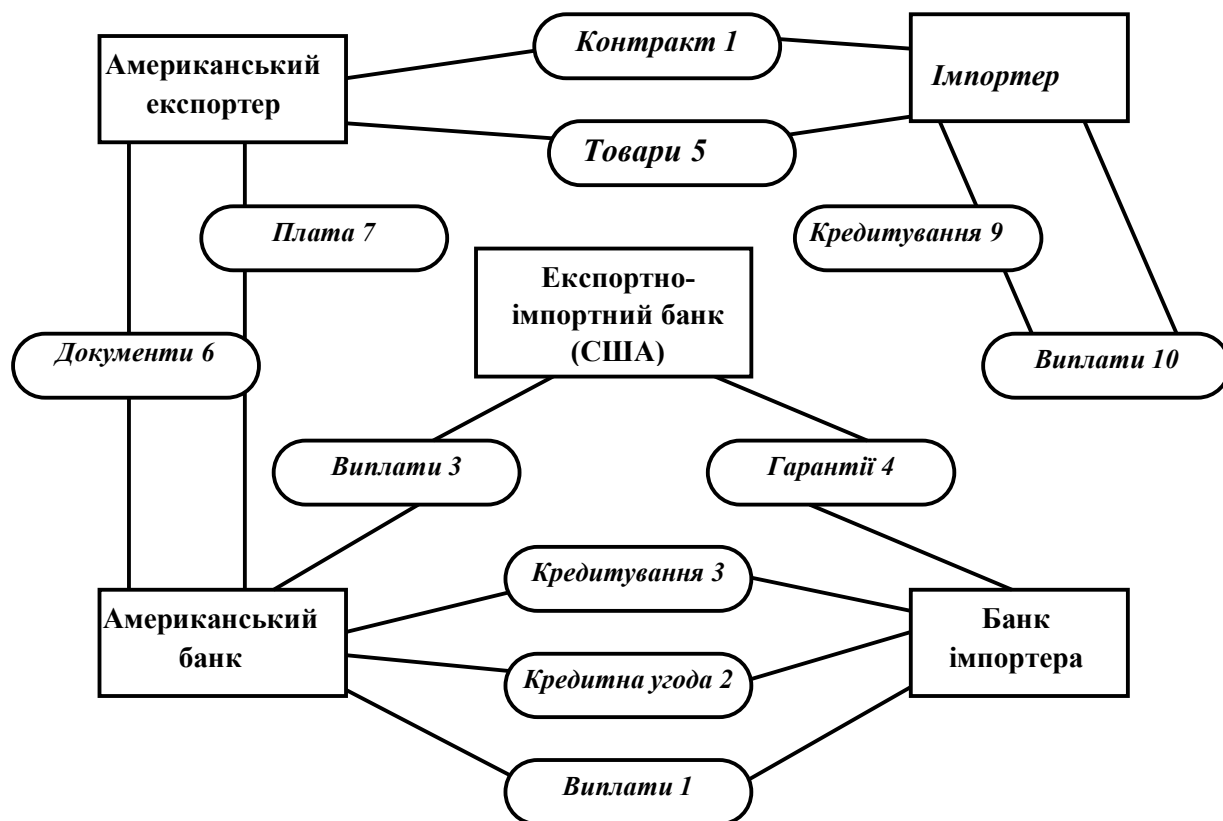 Контракт 1
Американський
експортер
Імпортер
Товари 5
Плата 7
Кредитування 9
Експортно-
імпортний банк
(США)
Документи 6
Виплати 10
Виплати 3
Гарантії 4
Кредитування 3
Американський
банк
Банк
імпортера
Кредитна угода 2
Виплати 1